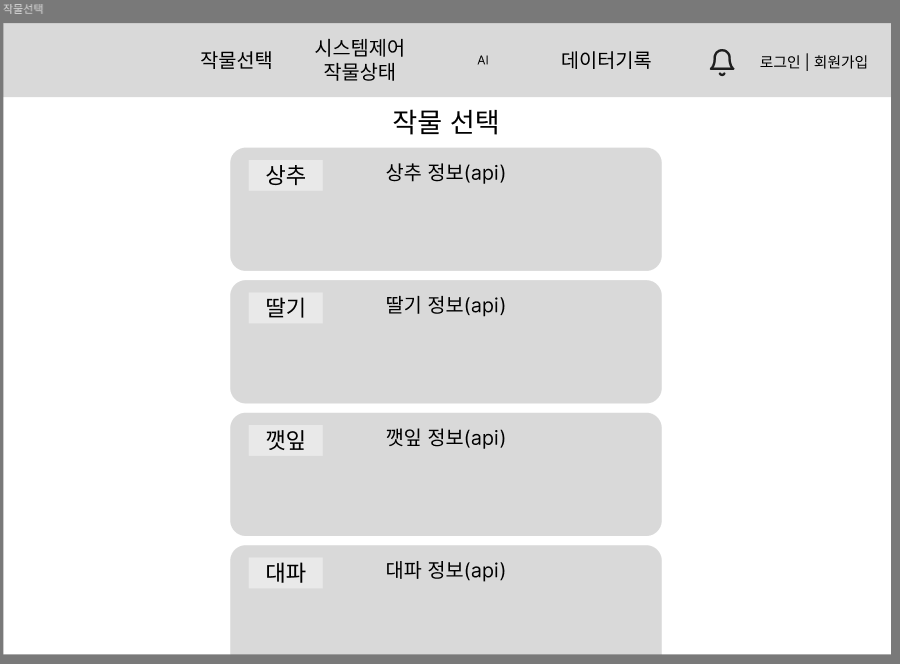 작물선택
작물선택
시스템제어
작물상태
AI
데이터기록
로그인 | 회원가입
작물 선택
상추
상추 정보(api)
딸기
딸기 정보(api)
깻잎
깻잎 정보(api)
대파
대파 정보(api)